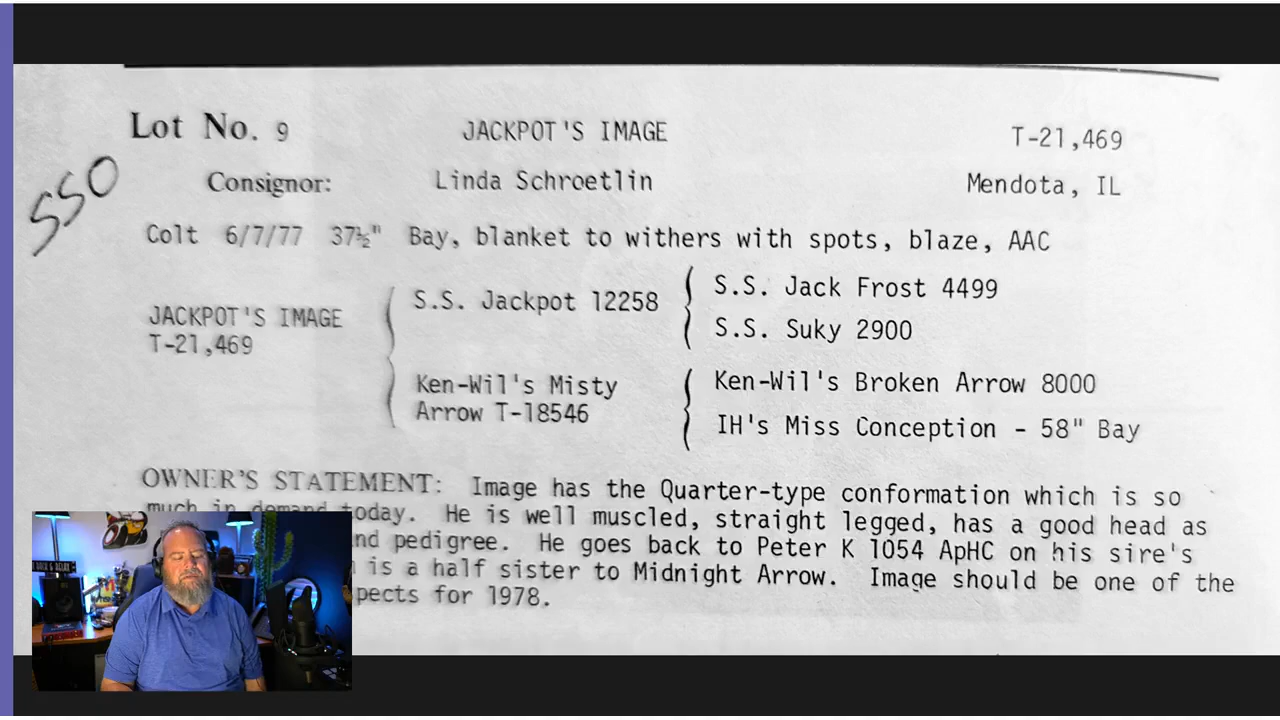 Lot No. 9 JACKPOT'S IMAGE T-21,469
550
Consignor: Linda Schroetlin Mendota, IL
Colt 6/7/77 37½" Bay, blanket to withers with spots, blaze, AAC
S.S. Jackpot 12258
S.S. Jack Frost 4499
S.S. Suky 2900
JACKPOT'S IMAGE
T-21,469
Ken-Wil's Misty
Arrow T-18546
Ken-Wil's Broken Arrow 8000
IH's Miss Conception - 58" Bay
OWNER'S STATEMENT: Image has the Quarter-type conformation which is so
much in demand today. He is well muscled, straight legged, has a good head as
pedigree. He goes back to Peter K 1054 ApHC on his sire's
is a half sister to Midnight Arrow. Image should be one of the
for 1978.